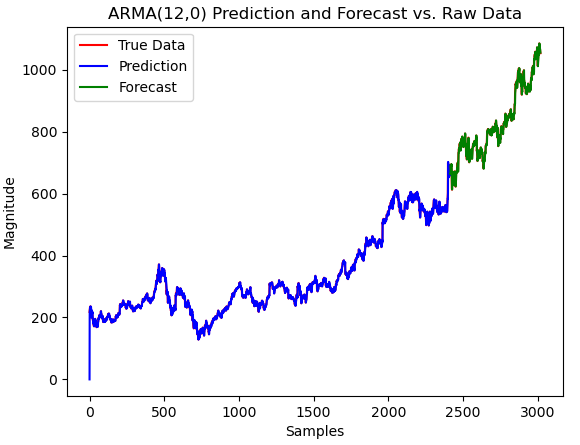 ARMA(12,0) Prediction and Forecast vs. Raw Data
True Data
Prediction
Forecast
Magnitude
1000
800
600
400
200
0
0 500 1000 1500 2000 2500 3000
Samples